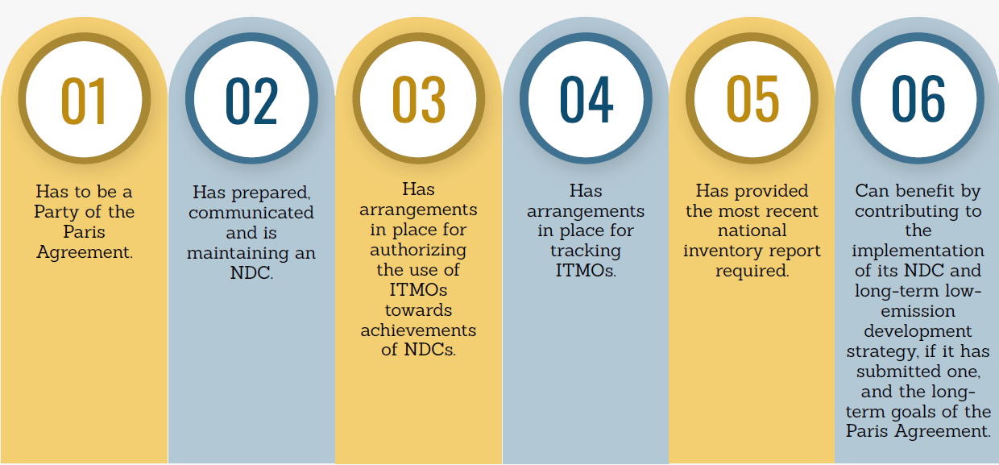 01
Has to be a
Party of the
Paris
Agreement.
02
Has prepared,
communicated
and is
maintaining an
NDC.
03
Has
arrangements
in place for
authorizing
the use of
ITMOs
towards
achievements
of NDCs.
04
Has
arrangements
in place for
tracking
ITMOs.
05
Has provided
the most recent
national
inventory report
required.
06
Can benefit by
contributing to
the
implementation
of its NDC and
long-term low-
emission
development
strategy, if it has
submitted one,
and the long-
term goals of the
Paris Agreement.